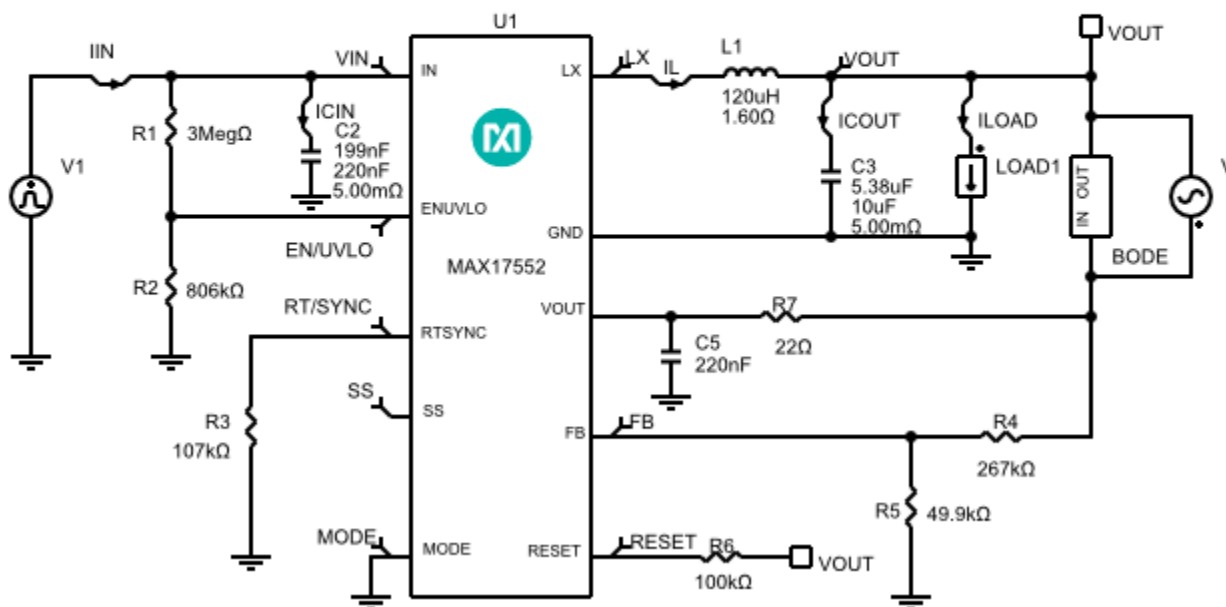 U1
IIN
VIN
IN
LX
LX
IL
L1
120uH
1.60Ω
VOUT
VOUT
R1
3MegΩ
ICIN
C2
199nF
220nF
5.00mΩ
V1
ICOUT
C3
5.38uF
10uF
5.00mΩ
ILOAD
LOAD1
IN OUT
V
BODE
ENUVLO
EN/UVLO
GND
MAX17552
R2
806kΩ
RT/SYNC
RTSYNC
VOUT
C5
220nF
R7
22Ω
SS
SS
R3
107kΩ
FB
FB
R4
267kΩ
R5
49.9kΩ
MODE
MODE
RESET
RESET
R6
100kΩ
VOUT